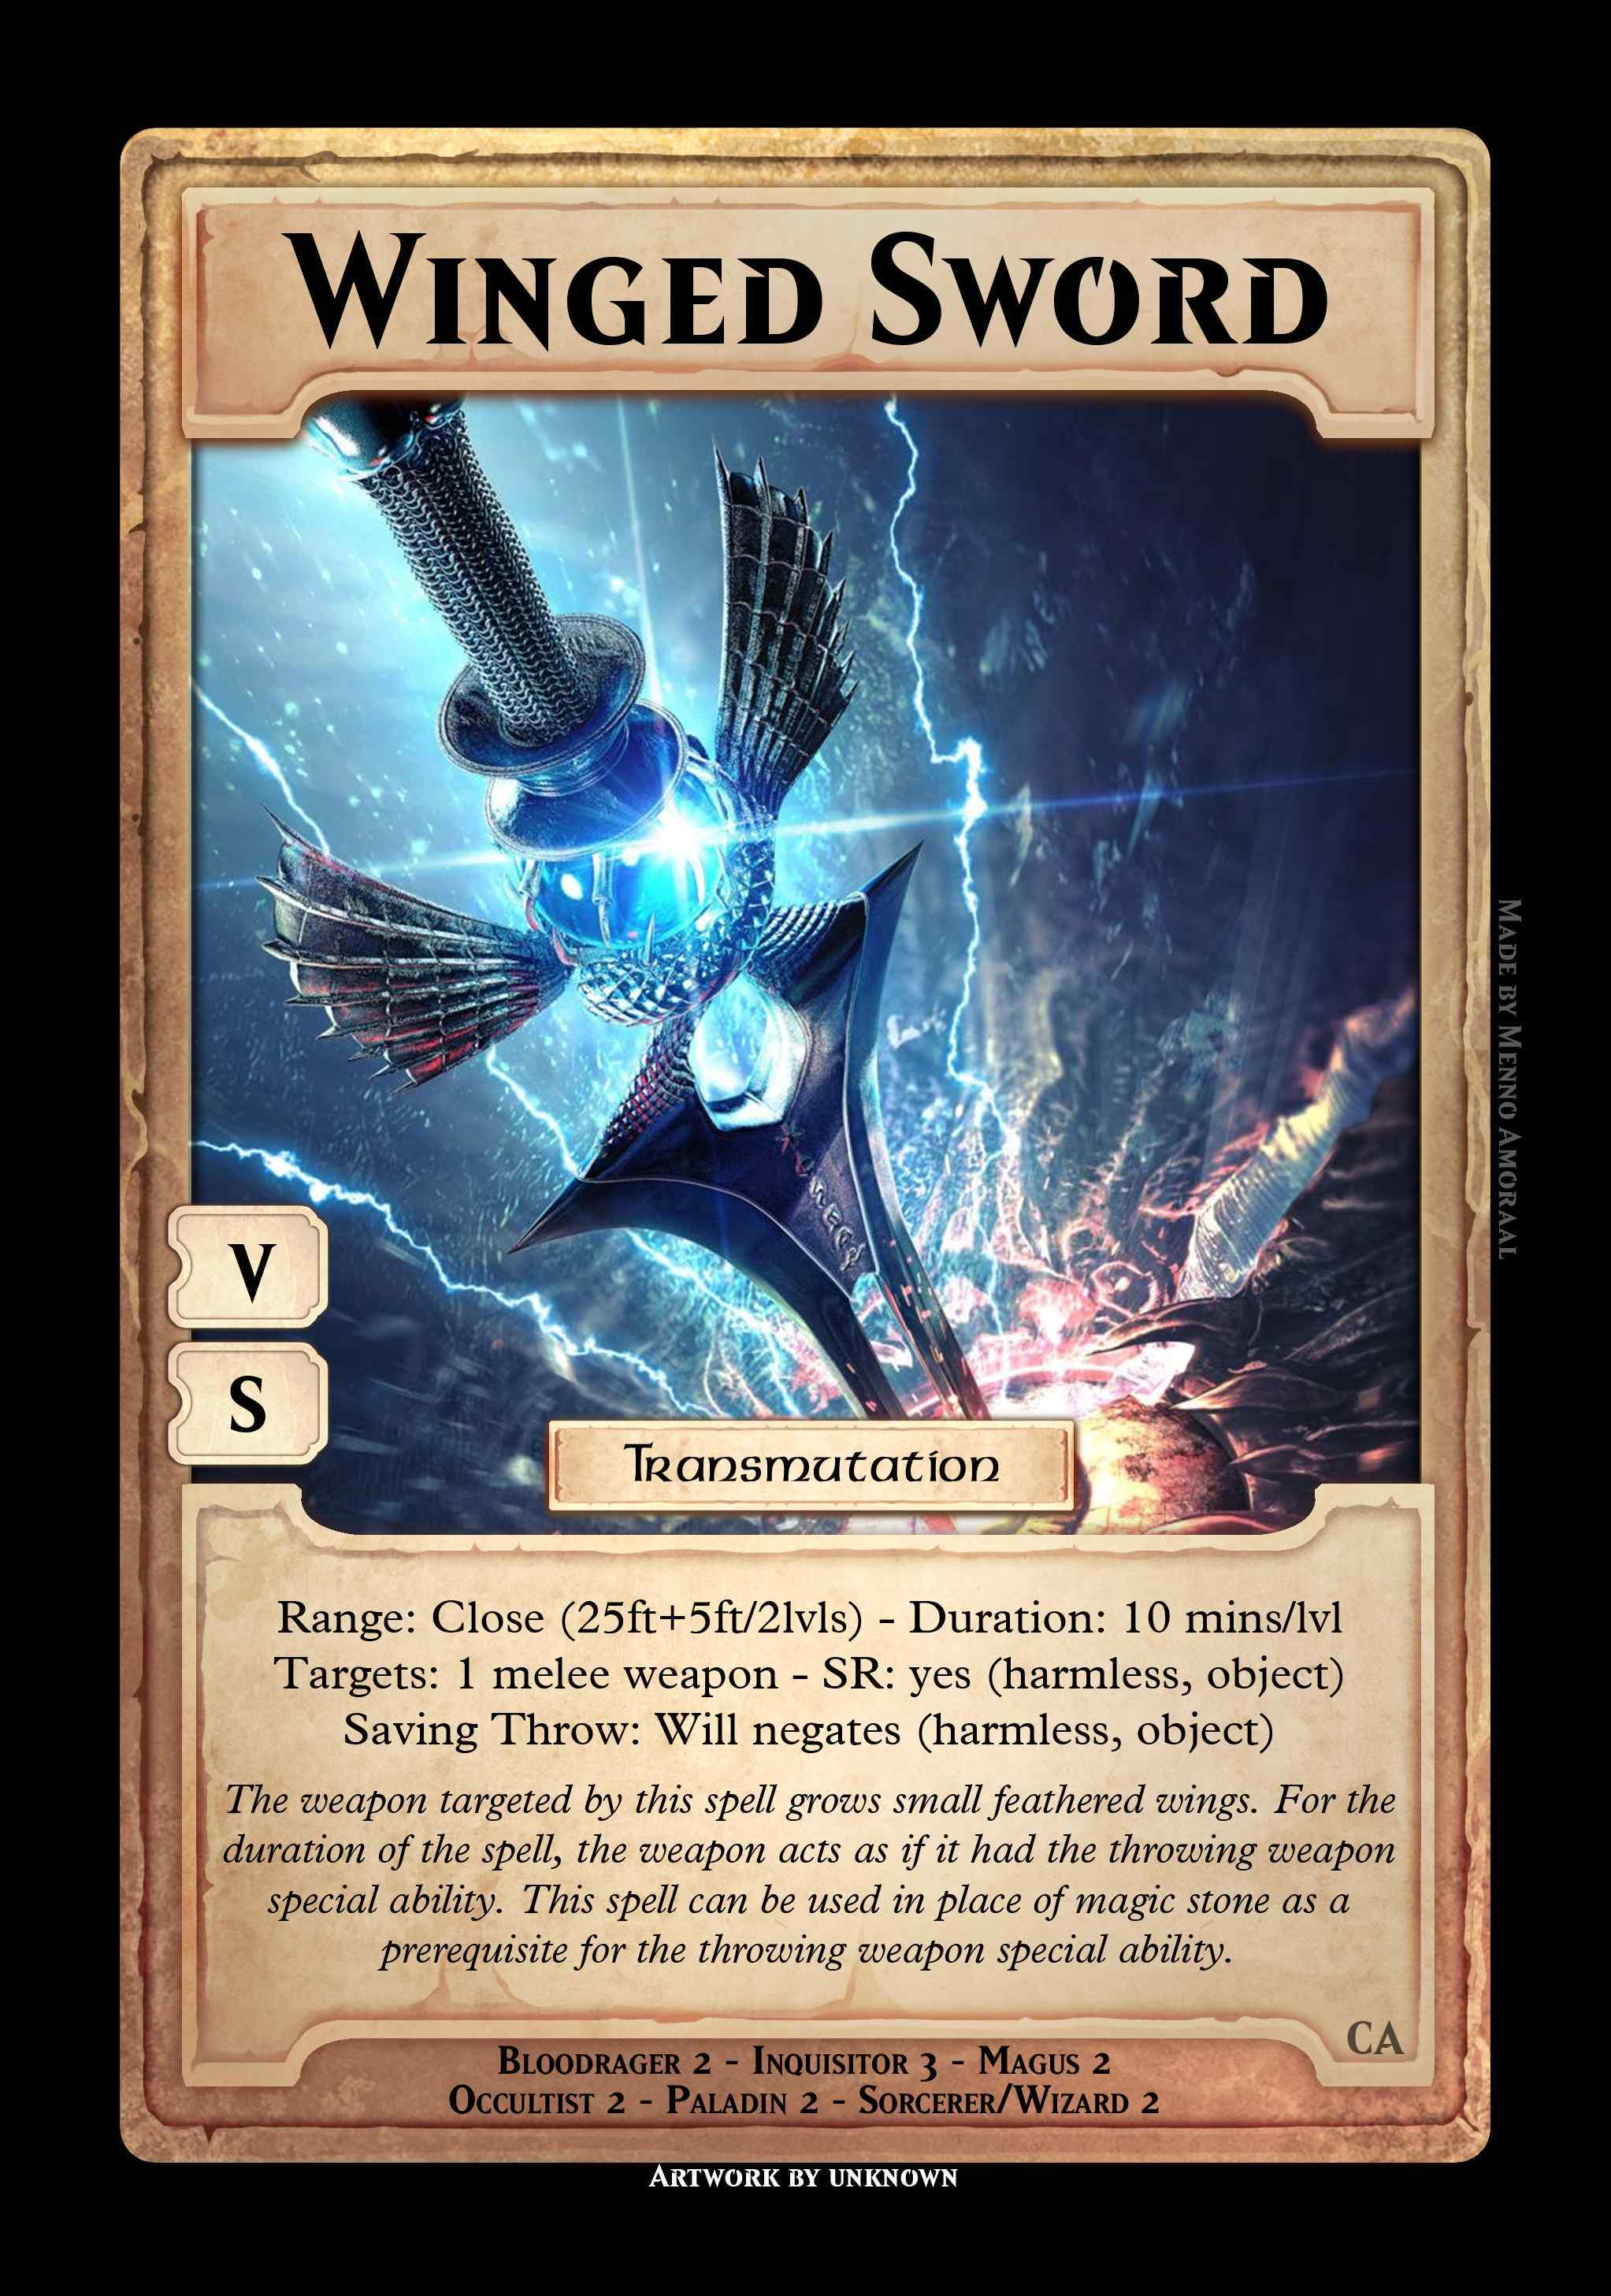 Winged Sword
V
S
Transmutation
Range: Close (25ft+5ft/2lvls) - Duration: 10 mins/lvl
Targets: 1 melee weapon - SR: yes (harmless, object)
Saving Throw: Will negates (harmless, object)
The weapon targeted by this spell grows small feathered wings. For the
duration of the spell, the weapon acts as if it had the throwing weapon
special ability. This spell can be used in place of magic stone as a
prerequisite for the throwing weapon special ability.
CA
Bloodrager 2 - Inquisitor 3 - Magus 2
Occultist 2 - Paladin 2 - Sorcerer/Wizard 2
Artwork by unknown
Made by Menno Amoraal